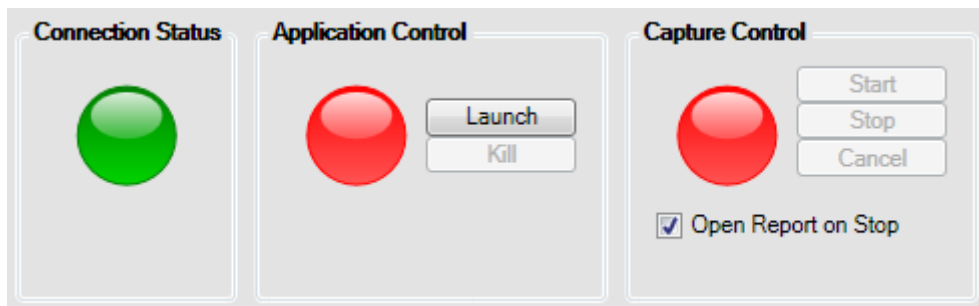 Connection Status
Application Control
Launch
Kill
Capture Control
Start
Stop
Cancel
Open Report on Stop